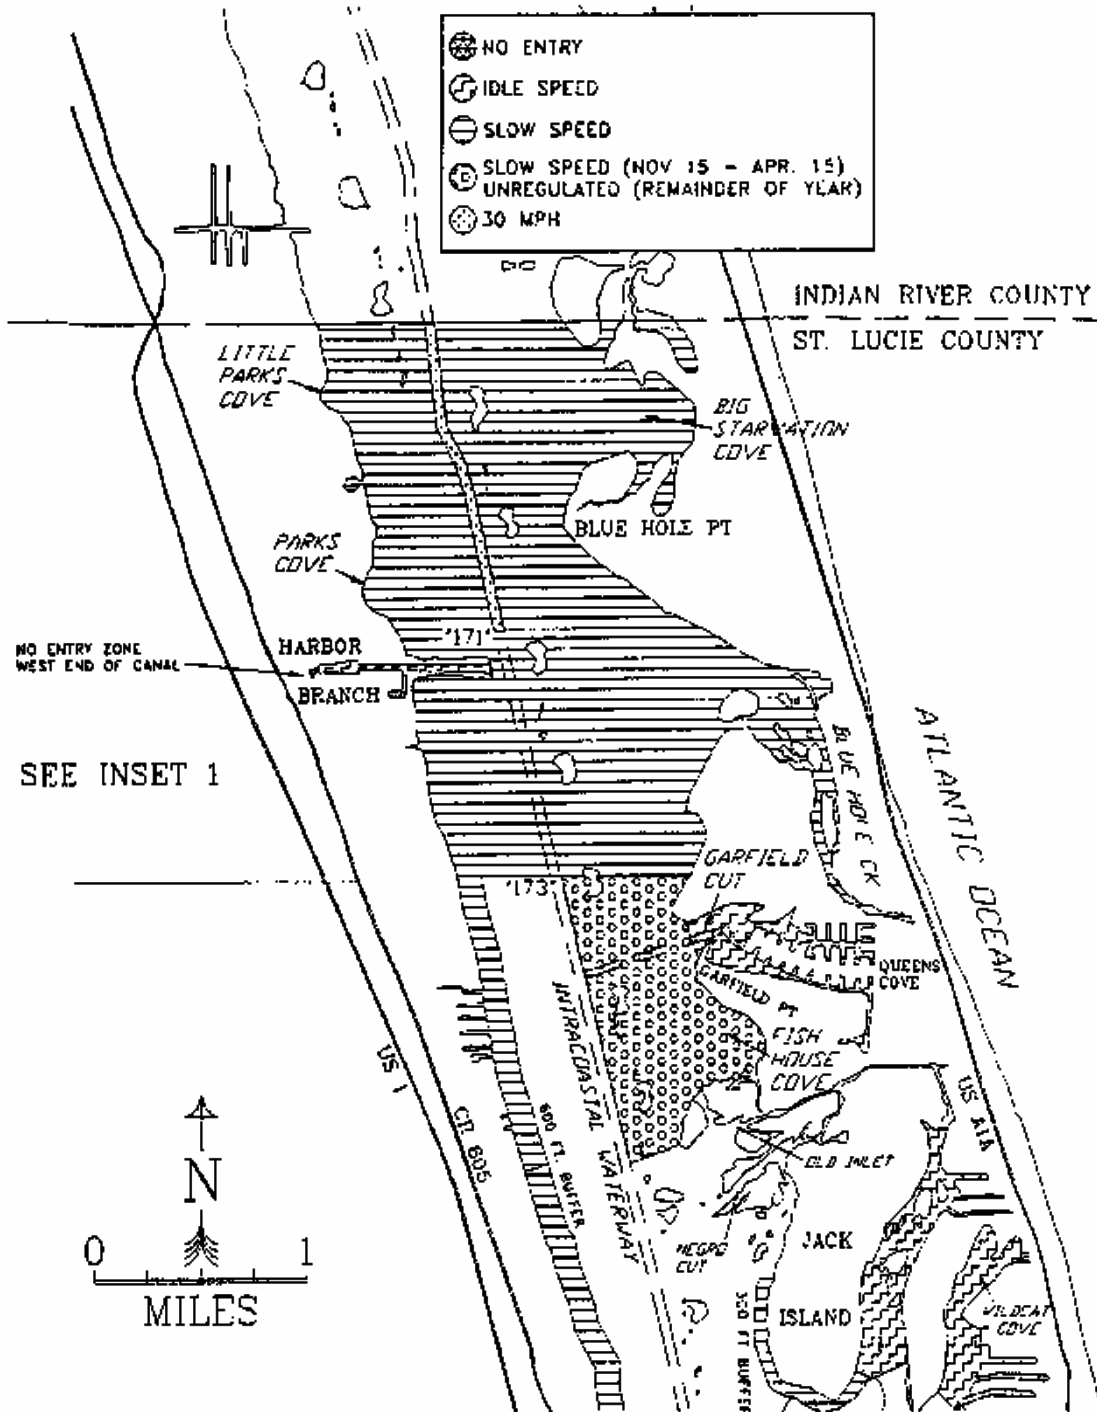 NO ENTRY
IDLE SPEED
SLOW SPEED
SLOW SPEED (NOV 15 - APR. 15)
UNREGULATED (REMAINDER OF YEAR)
30 MPH
INDIAN RIVER COUNTY
ST. LUCIE COUNTY
LITTLE
PARKS
COVE
BIG
STARVATION
COVE
BLUE HOLE PT
PARKS
COVE
"171"
HARBOR
NO ENTRY ZONE
WEST END OF CANAL
BRANCH
SEE INSET 1
BLUE HOLE CK
ATLANTIC OCEAN
GARFIELD
CUT
"173"
QUEENS
COVE
GARFIELD PT
INTRACOASTAL WATERWAY
FISH
HOUSE
COVE
US 1
CR 605
600 FT. BUFFER
US A1A
OLD INLET
N
0 1
MILES
NEGRO
CUT
JACK
ISLAND
300 FT BUFFER
WILDCAT
COVE